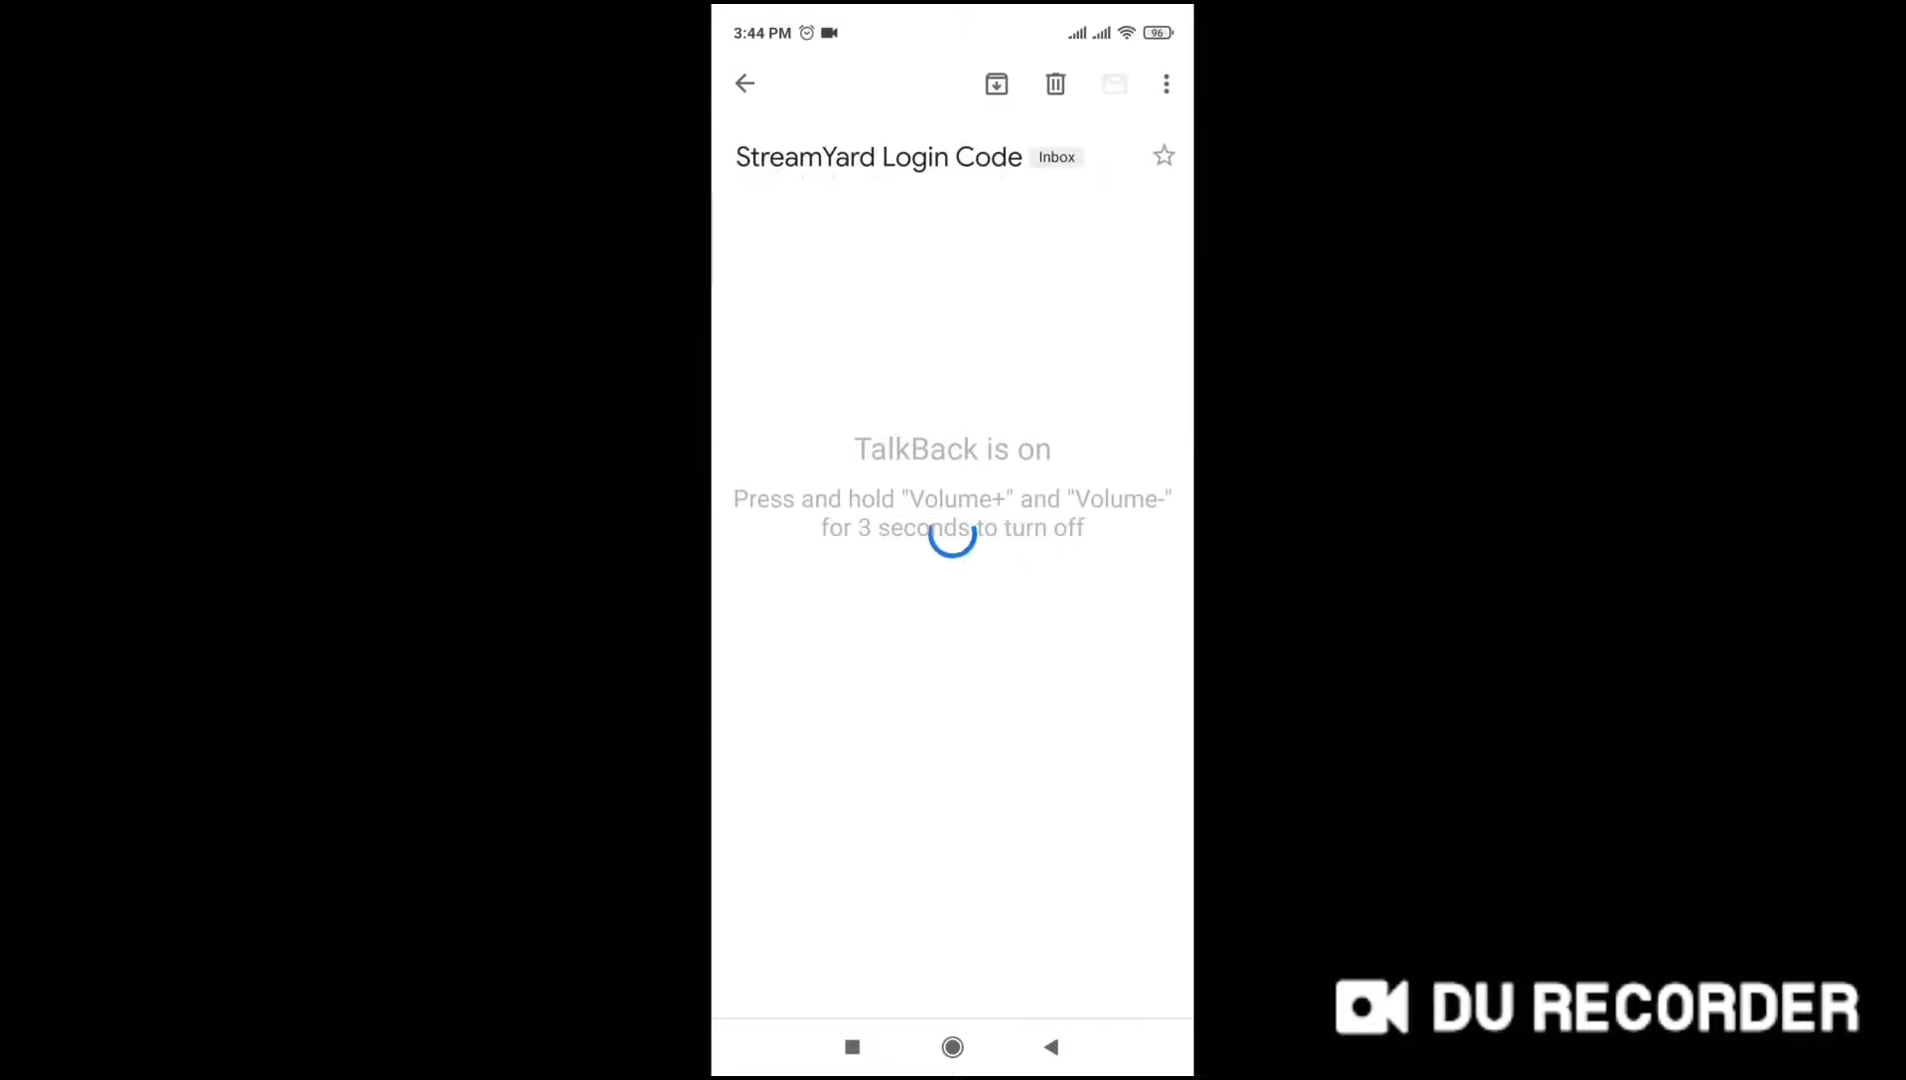 3:44 PM
96
StreamYard Login Code Inbox
TalkBack is on
Press and hold "Volume+" and "Volume-"
for 3 seconds to turn off
DU RECORDER